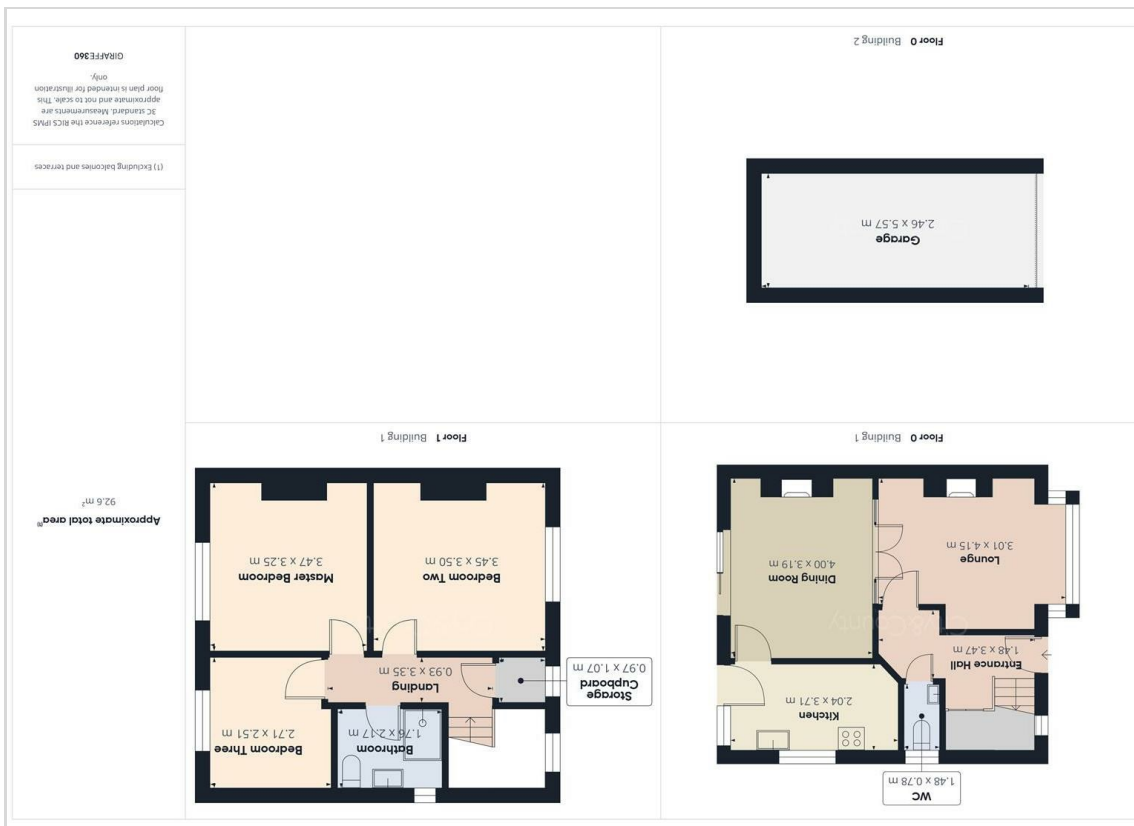 WC
1.48 x 0.78 m
Kitchen
2.04 x 3.71 m
Entrance Hall
1.48 x 3.47 m
Dining Room
4.00 x 3.19 m
Lounge
3.01 x 4.15 m
Floor 0 Building 1
Bathroom
1.76 x 2.17 m
Bedroom Three
2.71 x 2.51 m
Storage
Cupboard
0.97 x 1.07 m
Landing
0.93 x 3.35 m
Bedroom Two
3.45 x 3.50 m
Master Bedroom
3.47 x 3.25 m
Floor 1 Building 1
Garage
2.46 x 5.57 m
Floor 0 Building 2
Approximate total area(1)
92.6 m²
(1) Excluding balconies and terraces
Calculations reference the RICS IPMS
3C standard. Measurements are
approximate and not to scale. This
floor plan is intended for illustration
only.
GIRAFFE360